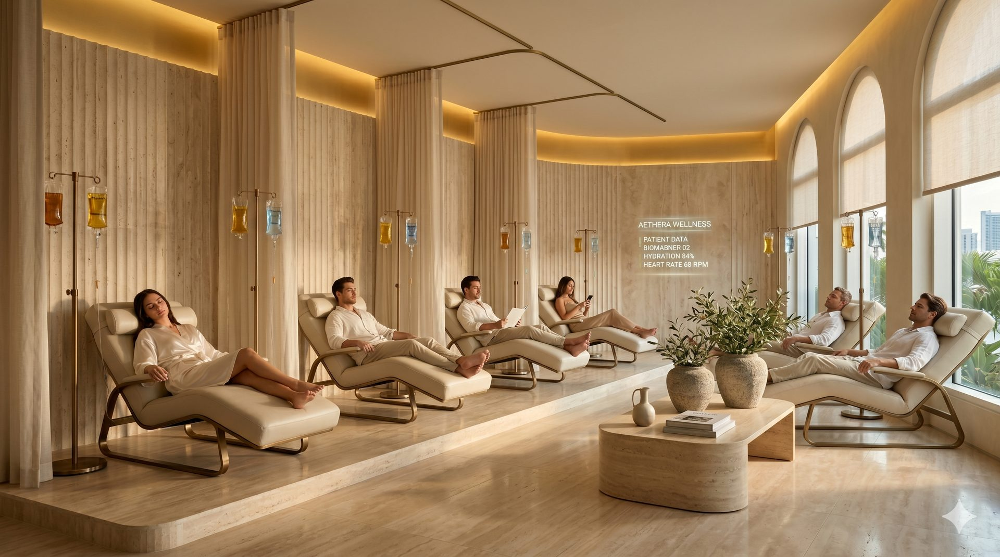 AETHERA WELLNESS
PATIENT DATA
BIOMABNER 02
HYDRATION 84%
HEART RATE 68 RPM